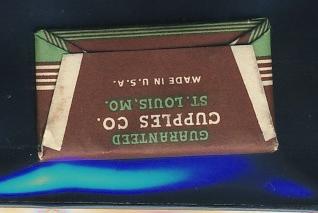 GUARANTEED
CUPPLES CO.
ST. LOUIS, MO.
MADE IN U.S.A.